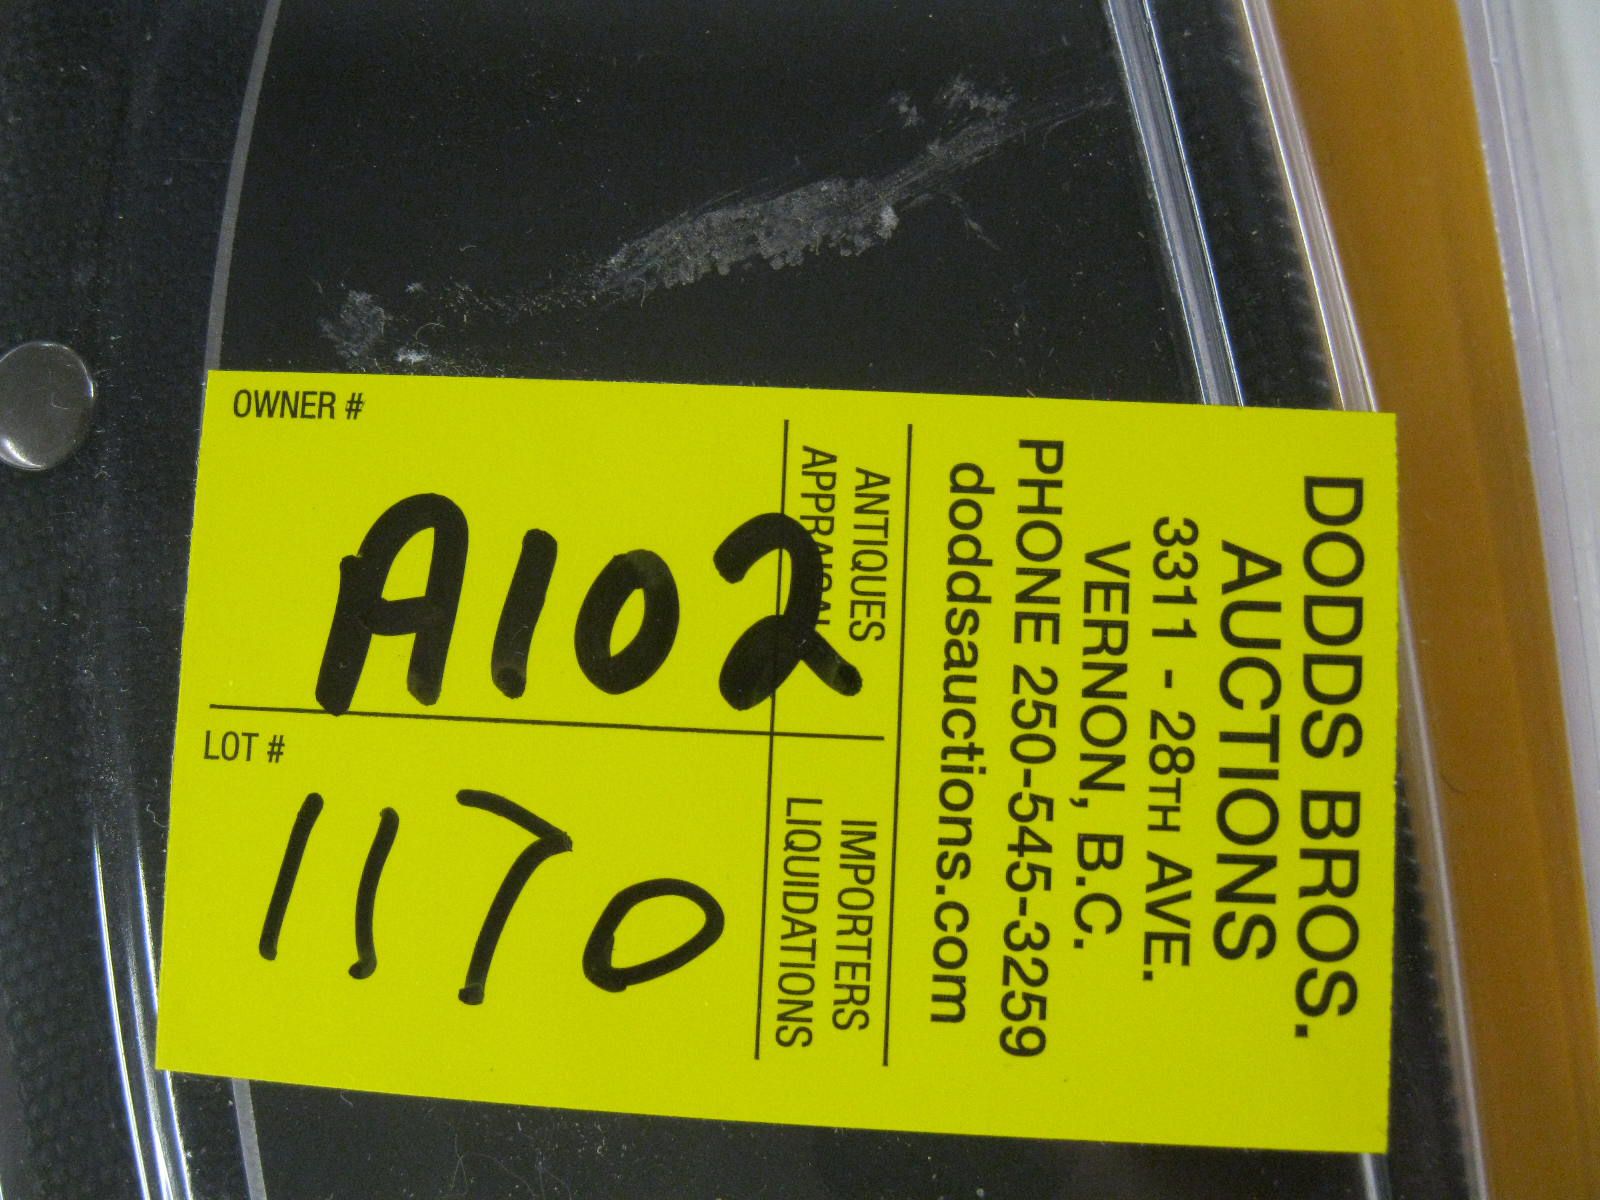 DODDS BROS.
AUCTIONS
3311 - 28TH AVE.
VERNON, B.C.
PHONE 250-545-3259
doddsauctions.com
ANTIQUES
APPRAISAL
IMPORTERS
LIQUIDATIONS
OWNER #
A102
LOT #
1170